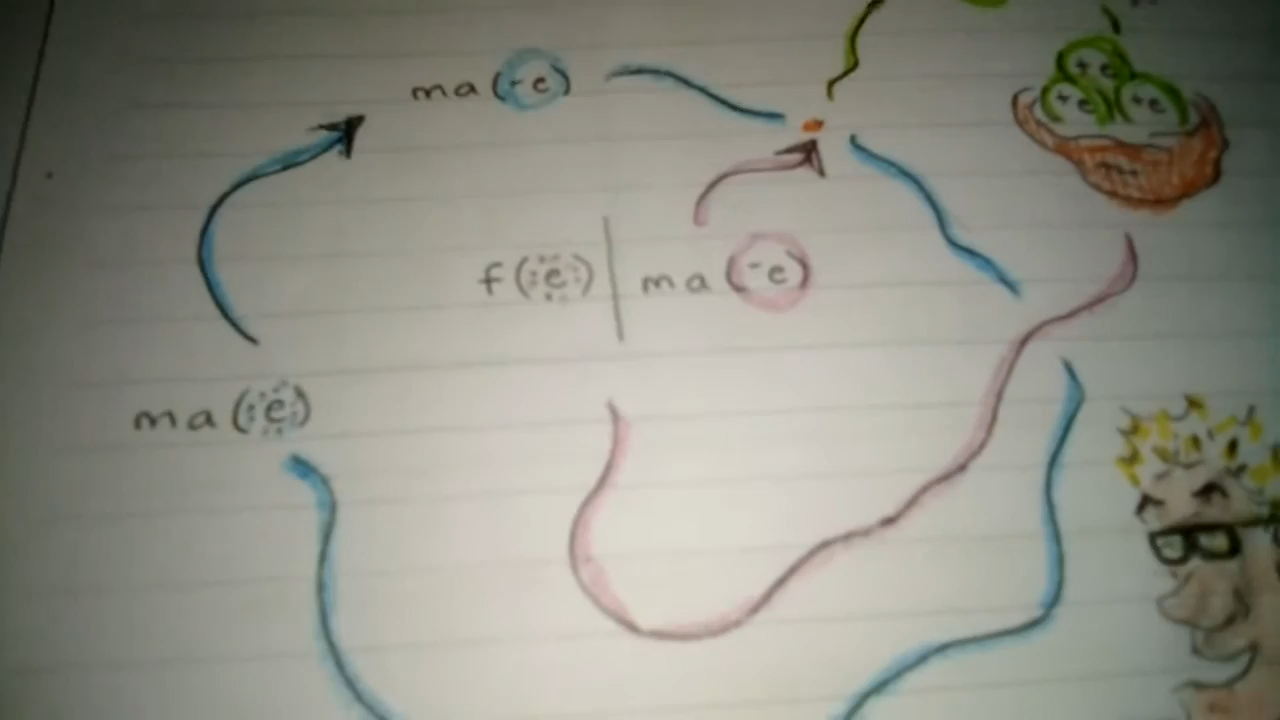 ma (-e)
+e
+e +e
f (e) | ma (-e)
ma (e)